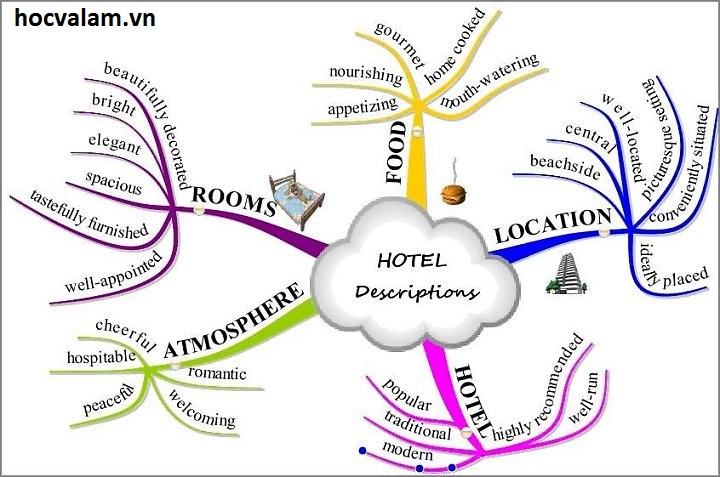 hocvalam.vn
HOTEL
Descriptions
FOOD
gourmet
home cooked
nourishing
mouth-watering
appetizing
ROOMS
beautifully decorated
bright
elegant
spacious
tastefully furnished
well-appointed
LOCATION
well-located
picturesque setting
central
conveniently situated
beachside
ideally placed
ATMOSPHERE
cheerful
hospitable
romantic
peaceful
welcoming
HOTEL
popular
highly recommended
traditional
well-run
modern